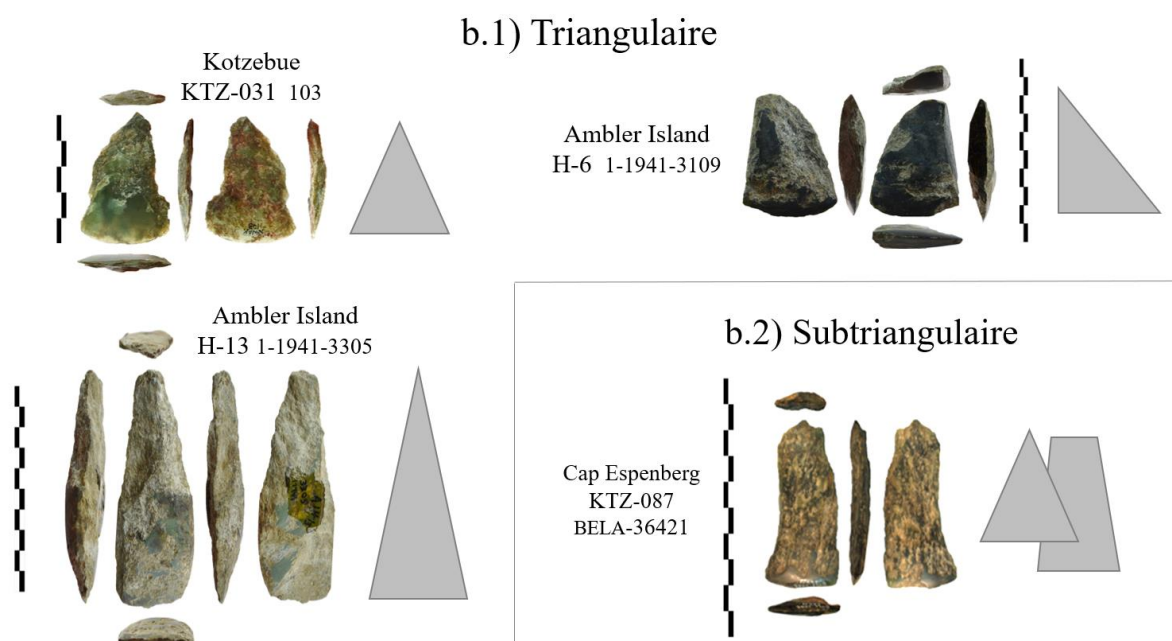 b.1) Triangulaire
Kotzebue
KTZ-031 103
Ambler Island
H-6 1-1941-3109
Ambler Island
H-13 1-1941-3305
b.2) Subtriangulaire
Cap Espenberg
KTZ-087
BELA-36421